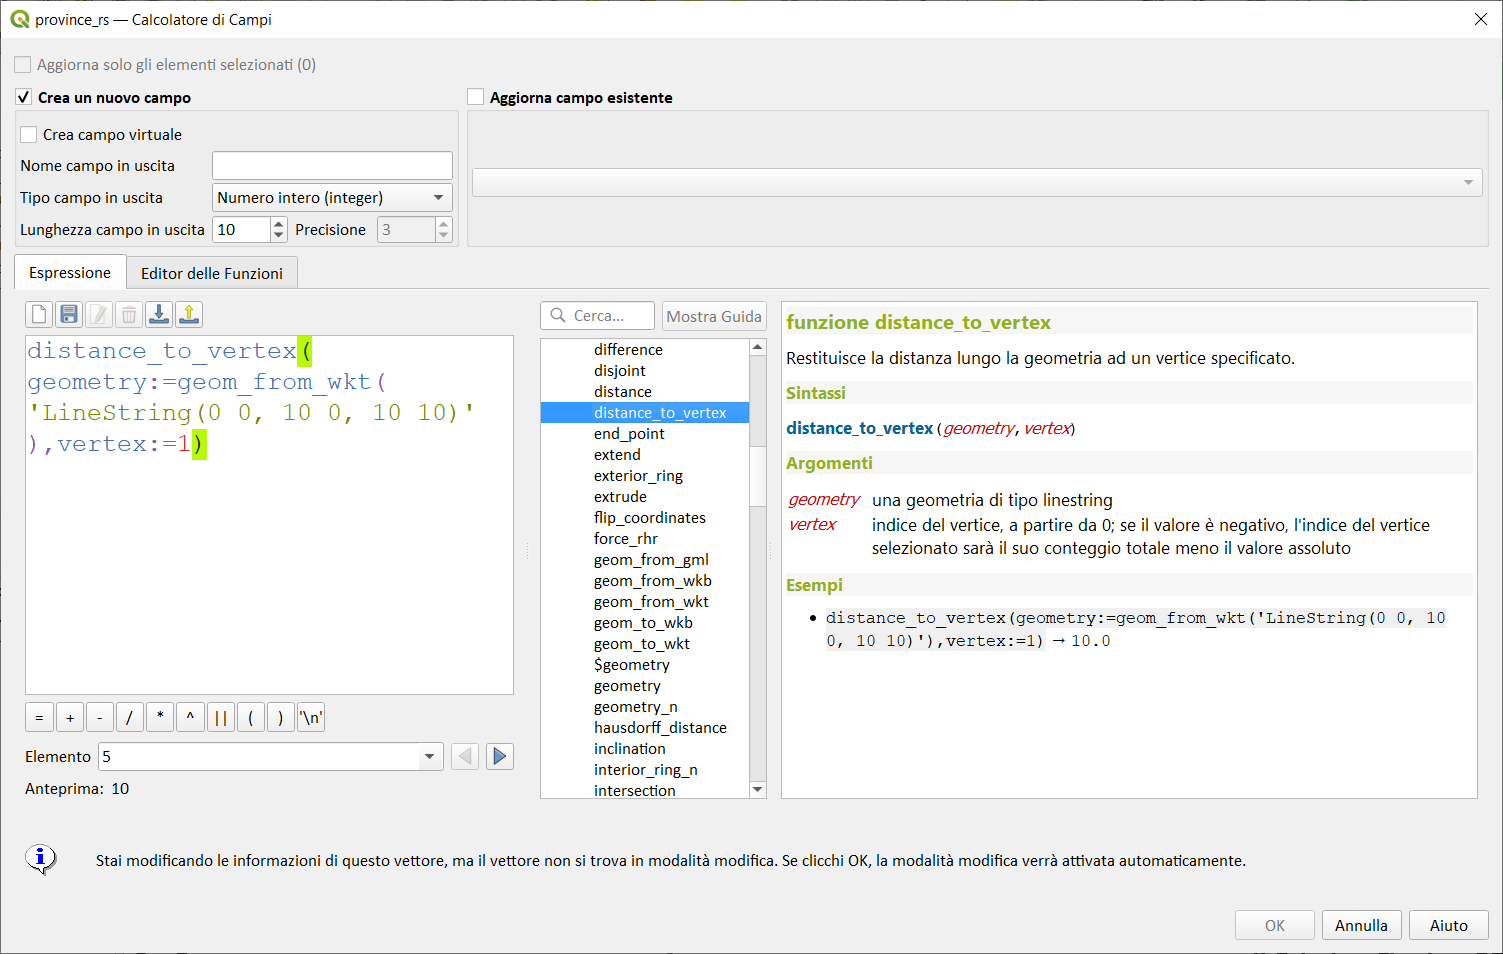 province_rs — Calcolatore di Campi
Aggiorna solo gli elementi selezionati (0)
Crea un nuovo campo
Aggiorna campo esistente
Crea campo virtuale
Nome campo in uscita
Tipo campo in uscita Numero intero (integer)
Lunghezza campo in uscita 10 Precisione 3
Espressione Editor delle Funzioni
distance_to_vertex(
geometry:=geom_from_wkt(
'LineString(0 0, 10 0, 10 10)'
),vertex:=1)
= + - / * ^ || ( ) '\n'
Elemento 5
Anteprima: 10
Cerca... Mostra Guida
difference
disjoint
distance
distance_to_vertex
end_point
extend
exterior_ring
extrude
flip_coordinates
force_rhr
geom_from_gml
geom_from_wkb
geom_from_wkt
geom_to_wkb
geom_to_wkt
$geometry
geometry
geometry_n
hausdorff_distance
inclination
interior_ring_n
intersection
funzione distance_to_vertex
Restituisce la distanza lungo la geometria ad un vertice specificato.
Sintassi
distance_to_vertex(geometry, vertex)
Argomenti
geometry una geometria di tipo linestring
vertex indice del vertice, a partire da 0; se il valore è negativo, l'indice del vertice
selezionato sarà il suo conteggio totale meno il valore assoluto
Esempi
• distance_to_vertex(geometry:=geom_from_wkt('LineString(0 0, 10
0, 10 10)'),vertex:=1) → 10.0
Stai modificando le informazioni di questo vettore, ma il vettore non si trova in modalità modifica. Se clicchi OK, la modalità modifica verrà attivata automaticamente.
OK Annulla Aiuto